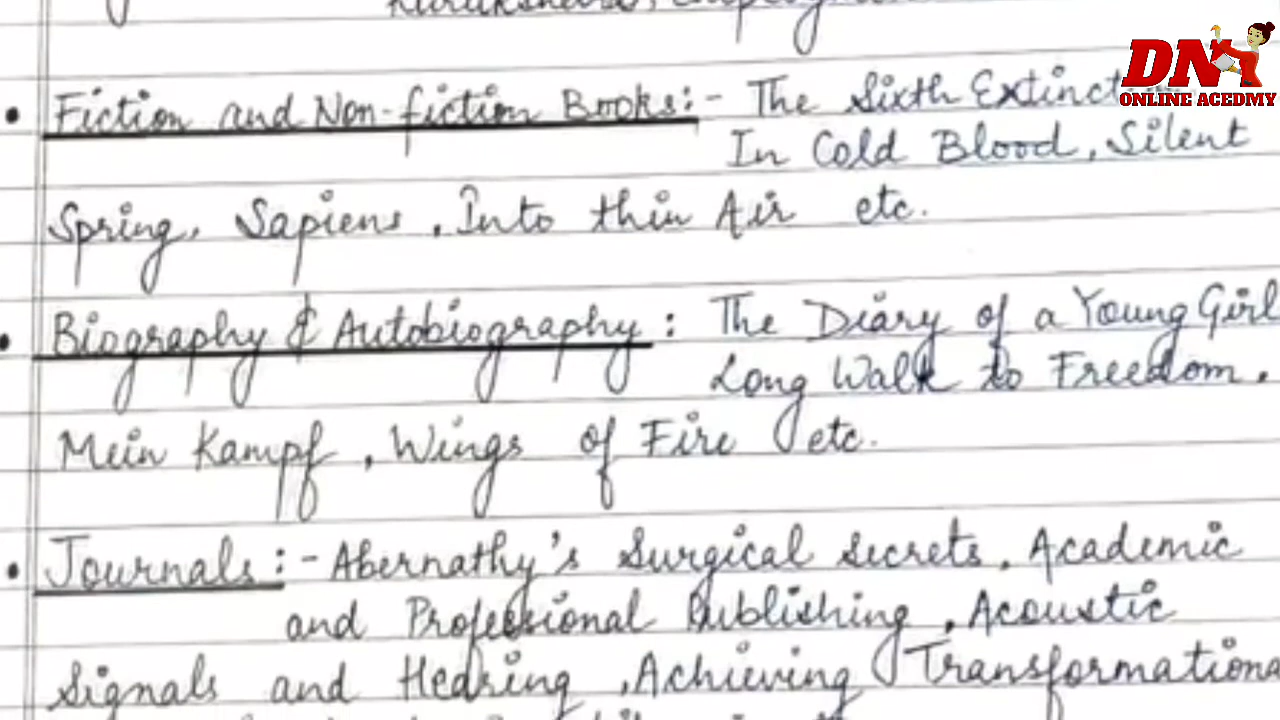 Fiction and Non-fiction Books:- The Sixth
In Cold Blood, Silent
Spring, Sapiens, Into thin Air etc.
Biography & Autobiography: The Diary of a Young Girl
Long Walk to Freedom,
Mein Kampf, Wings of Fire etc.
Journals:- Abernathy's Surgical Secrets, Academic
and Professional Publishing, Acoustic
Signals and Hearing, Achieving Transformationa
DNA
ONLINE ACEDMY